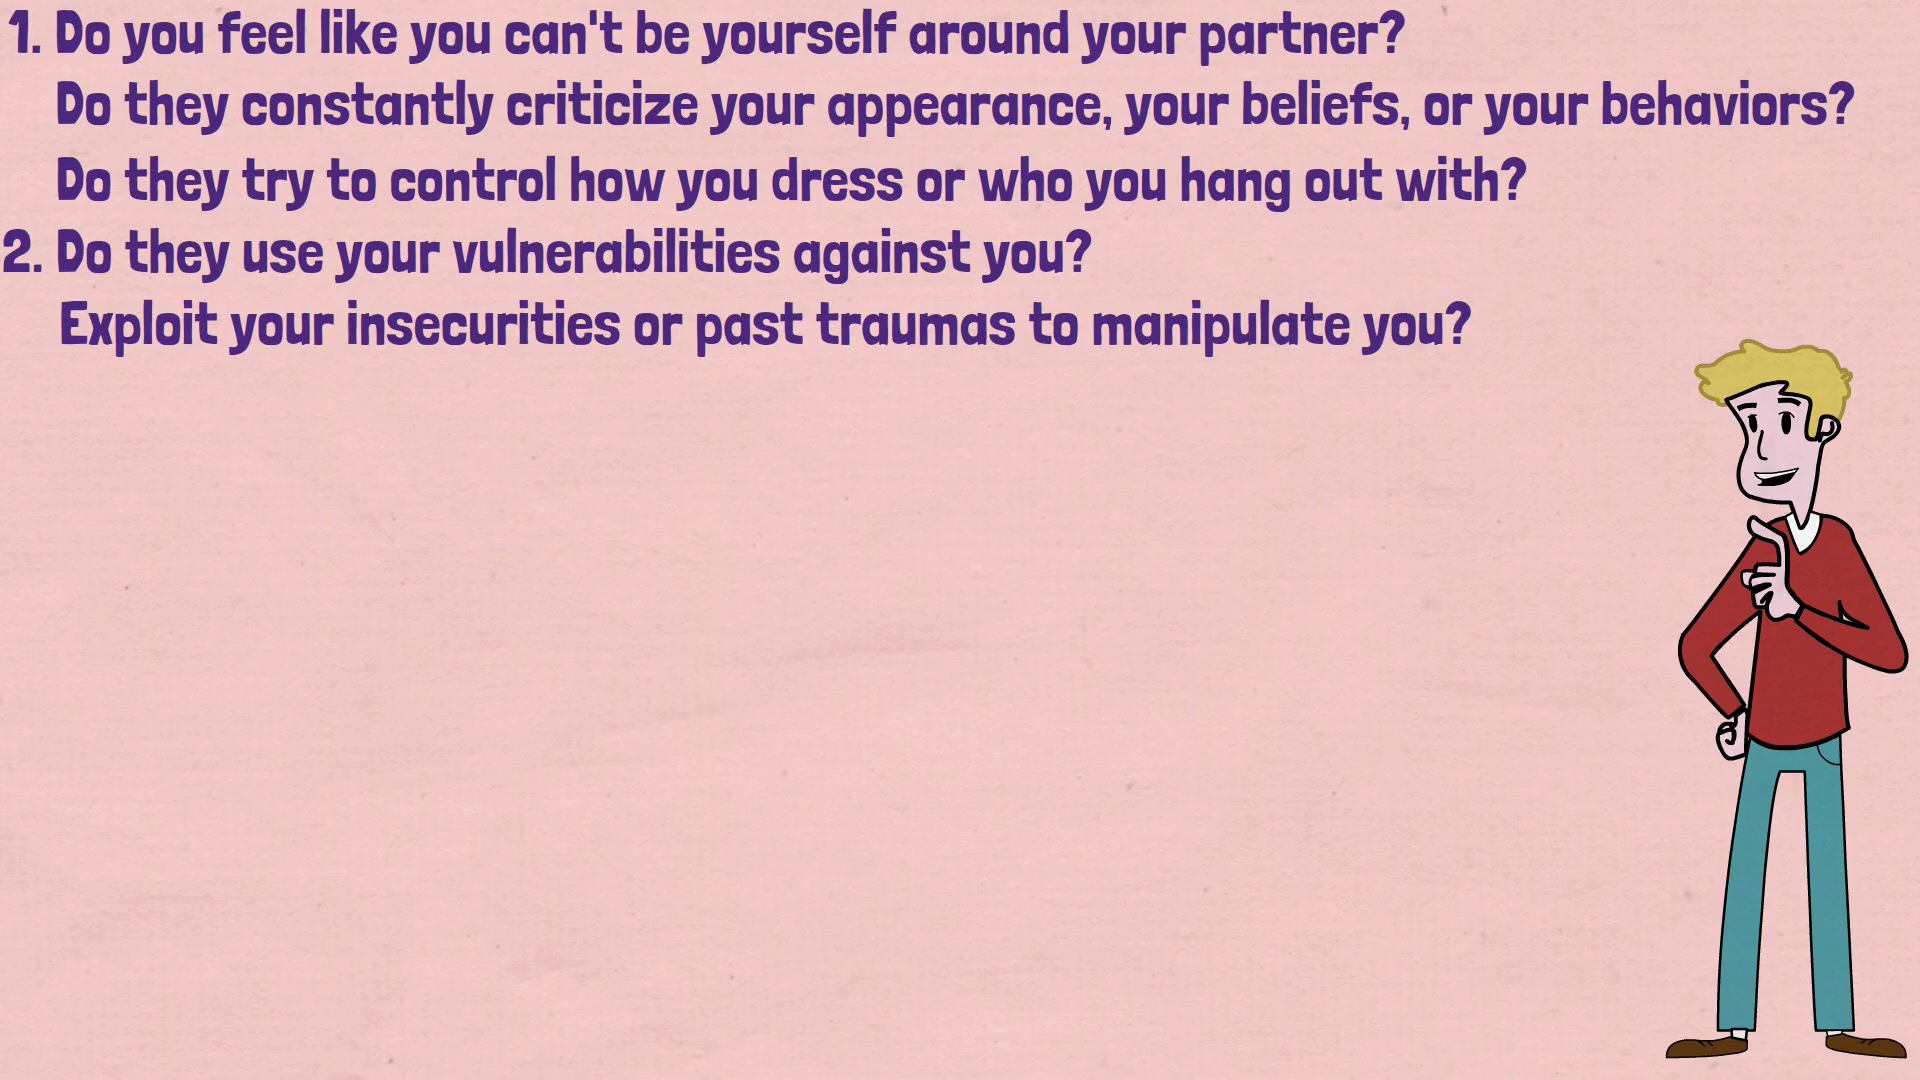 1. Do you feel like you can't be yourself around your partner?
Do they constantly criticize your appearance, your beliefs, or your behaviors?
Do they try to control how you dress or who you hang out with?
2. Do they use your vulnerabilities against you?
Exploit your insecurities or past traumas to manipulate you?